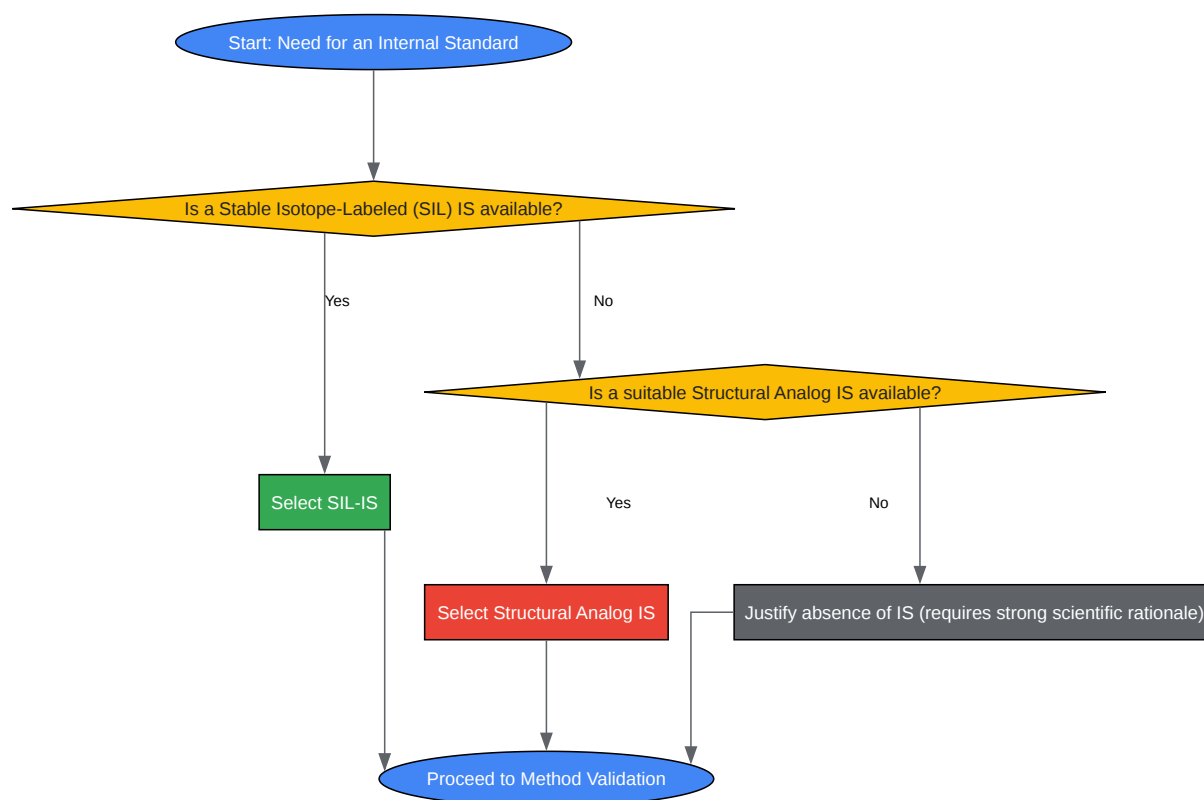 Start: Need for an Internal Standard
Is a Stable Isotope-Labeled (SIL) IS available?
Yes
No
Is a suitable Structural Analog IS available?
Select SIL-IS
Yes
No
Select Structural Analog IS
Justify absence of IS (requires strong scientific rationale)
Proceed to Method Validation